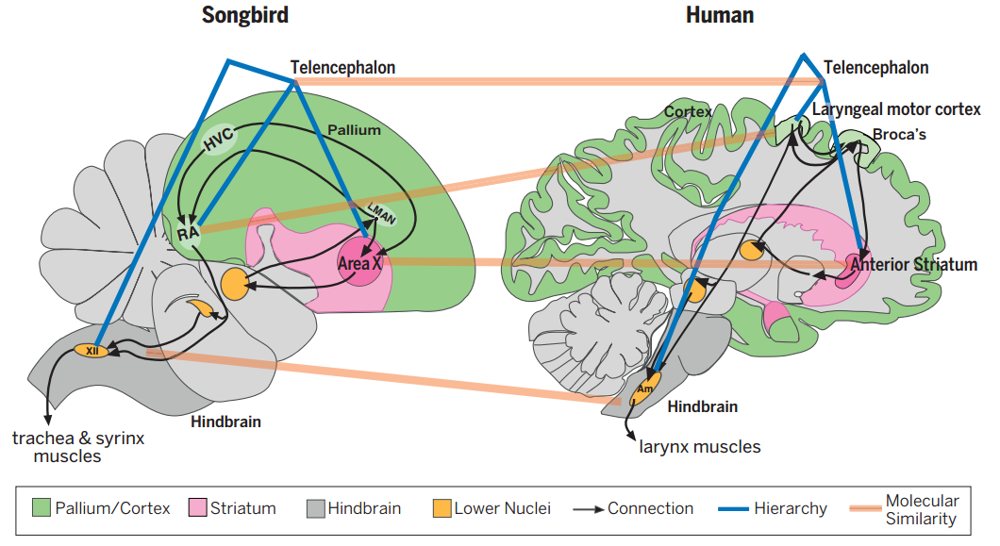 Songbird
Human
Telencephalon
Telencephalon
Laryngeal motor cortex
Cortex
Pallium
Broca's
HVC
LMAN
RA
Area X
Anterior Striatum
XII
Am
Hindbrain
Hindbrain
trachea & syrinx
muscles
larynx muscles
Pallium/Cortex
Striatum
Hindbrain
Lower Nuclei
Connection
Hierarchy
Molecular
Similarity